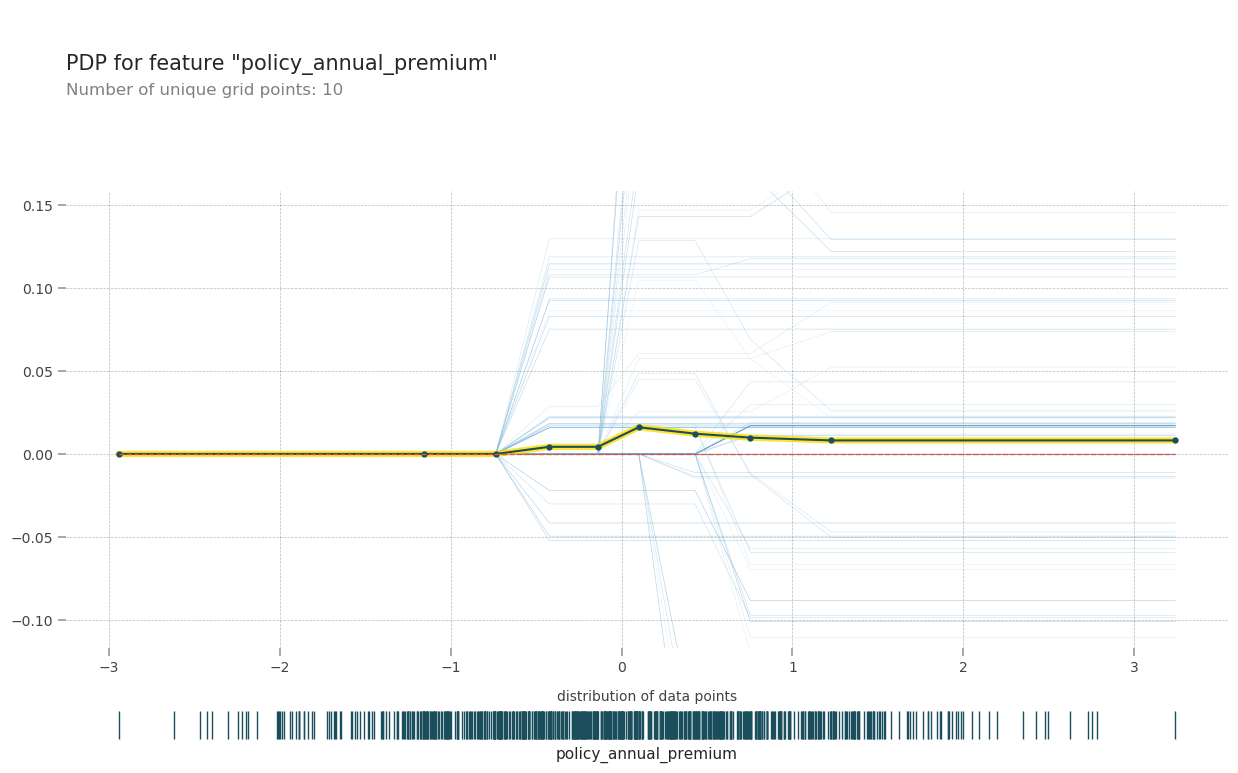 PDP for feature "policy_annual_premium"
Number of unique grid points: 10
0.15
0.10
0.05
0.00
−0.05
−0.10
−3 −2 −1 0 1 2 3
distribution of data points
policy_annual_premium